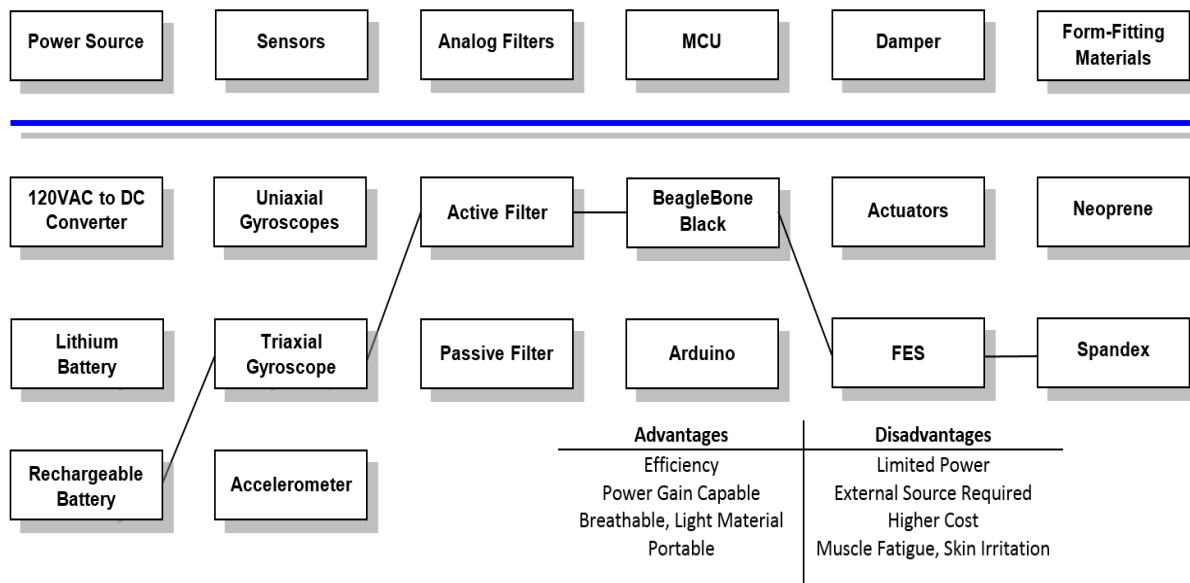 Power Source
Sensors
Analog Filters
MCU
Damper
Form-Fitting
Materials
120VAC to DC
Converter
Uniaxial
Gyroscopes
Active Filter
BeagleBone
Black
Actuators
Neoprene
Lithium
Battery
Triaxial
Gyroscope
Passive Filter
Arduino
FES
Spandex
Rechargeable
Battery
Accelerometer
Advantages
Disadvantages
Efficiency
Limited Power
Power Gain Capable
External Source Required
Breathable, Light Material
Higher Cost
Portable
Muscle Fatigue, Skin Irritation